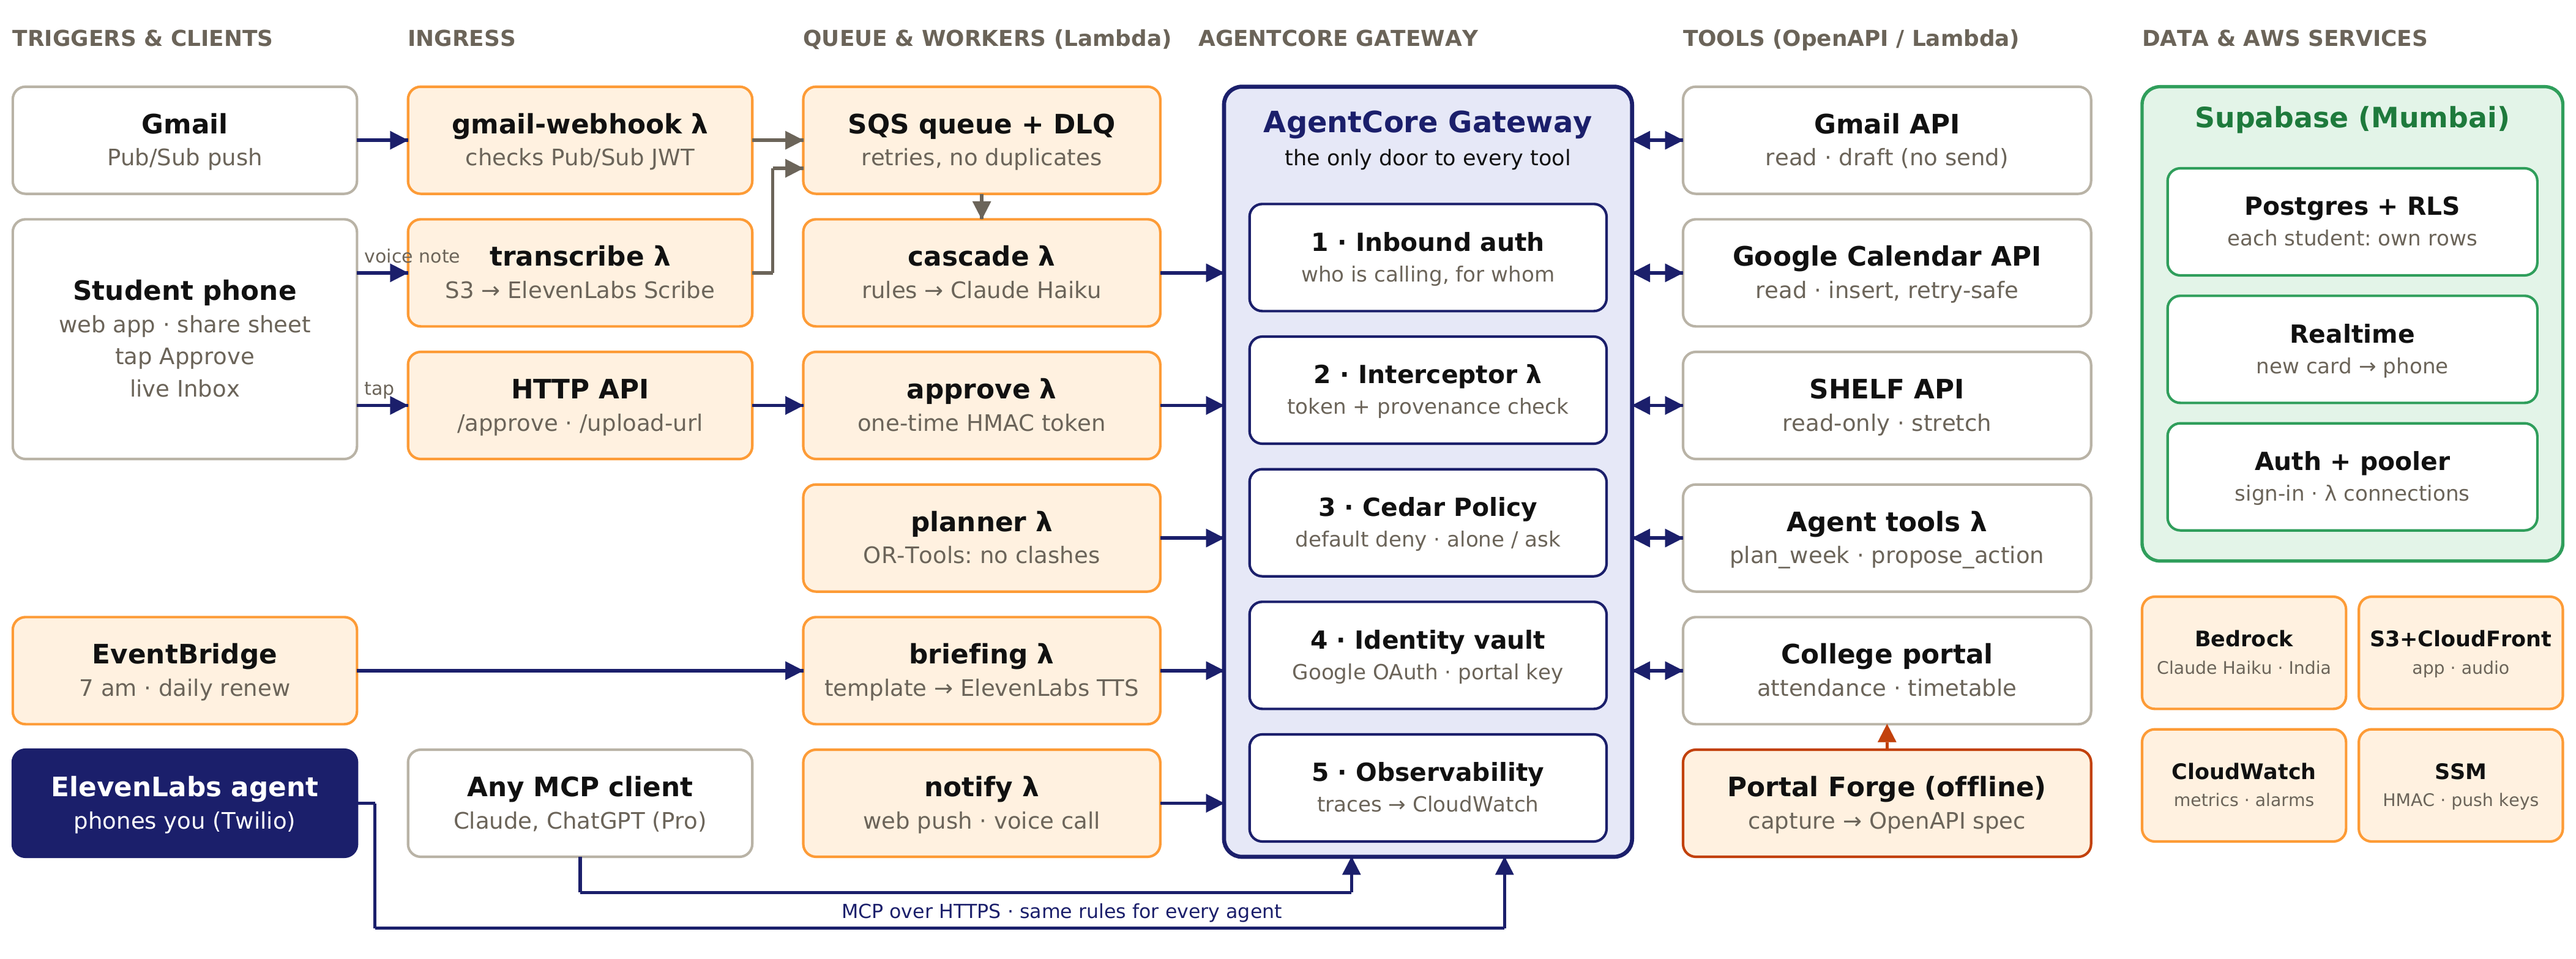 TRIGGERS & CLIENTS
INGRESS
QUEUE & WORKERS (Lambda)
AGENTCORE GATEWAY
TOOLS (OpenAPI / Lambda)
DATA & AWS SERVICES
Gmail
Pub/Sub push
Student phone
web app · share sheet
tap Approve
live Inbox
EventBridge
7 am · daily renew
ElevenLabs agent
phones you (Twilio)
voice note
tap
gmail-webhook λ
checks Pub/Sub JWT
transcribe λ
S3 → ElevenLabs Scribe
HTTP API
/approve · /upload-url
Any MCP client
Claude, ChatGPT (Pro)
SQS queue + DLQ
retries, no duplicates
cascade λ
rules → Claude Haiku
approve λ
one-time HMAC token
planner λ
OR-Tools: no clashes
briefing λ
template → ElevenLabs TTS
notify λ
web push · voice call
AgentCore Gateway
the only door to every tool
1 · Inbound auth
who is calling, for whom
2 · Interceptor λ
token + provenance check
3 · Cedar Policy
default deny · alone / ask
4 · Identity vault
Google OAuth · portal key
5 · Observability
traces → CloudWatch
MCP over HTTPS · same rules for every agent
Gmail API
read · draft (no send)
Google Calendar API
read · insert, retry-safe
SHELF API
read-only · stretch
Agent tools λ
plan_week · propose_action
College portal
attendance · timetable
Portal Forge (offline)
capture → OpenAPI spec
Supabase (Mumbai)
Postgres + RLS
each student: own rows
Realtime
new card → phone
Auth + pooler
sign-in · λ connections
Bedrock
Claude Haiku · India
S3+CloudFront
app · audio
CloudWatch
metrics · alarms
SSM
HMAC · push keys